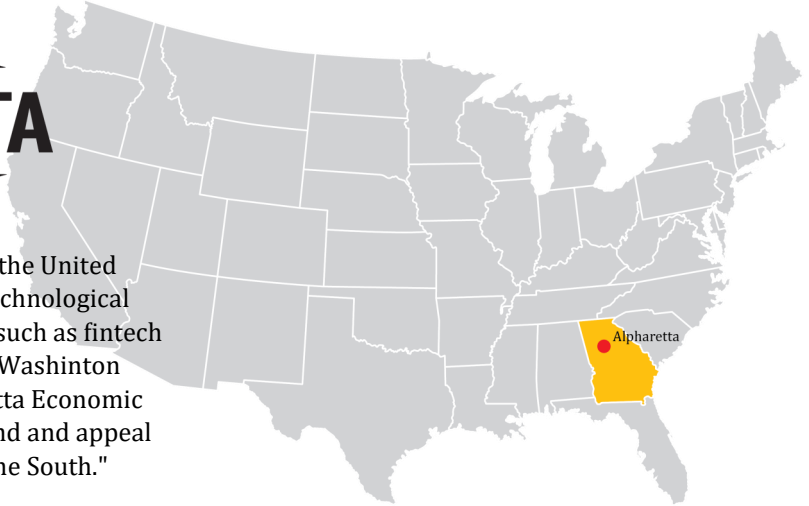 TA
the United
chnological
such as fintech
Washinton
tta Economic
nd and appeal
ne South."
Alpharetta